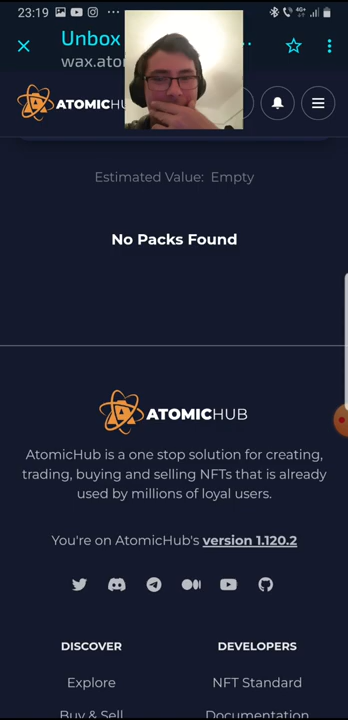 23:19
Unbox
wax.ato
ATOMICHU
Estimated Value: Empty
No Packs Found
ATOMICHUB
AtomicHub is a one stop solution for creating,
trading, buying and selling NFTs that is already
used by millions of loyal users.
You're on AtomicHub's version 1.120.2
DISCOVER DEVELOPERS
Explore NFT Standard
Buy & Sell Documentation